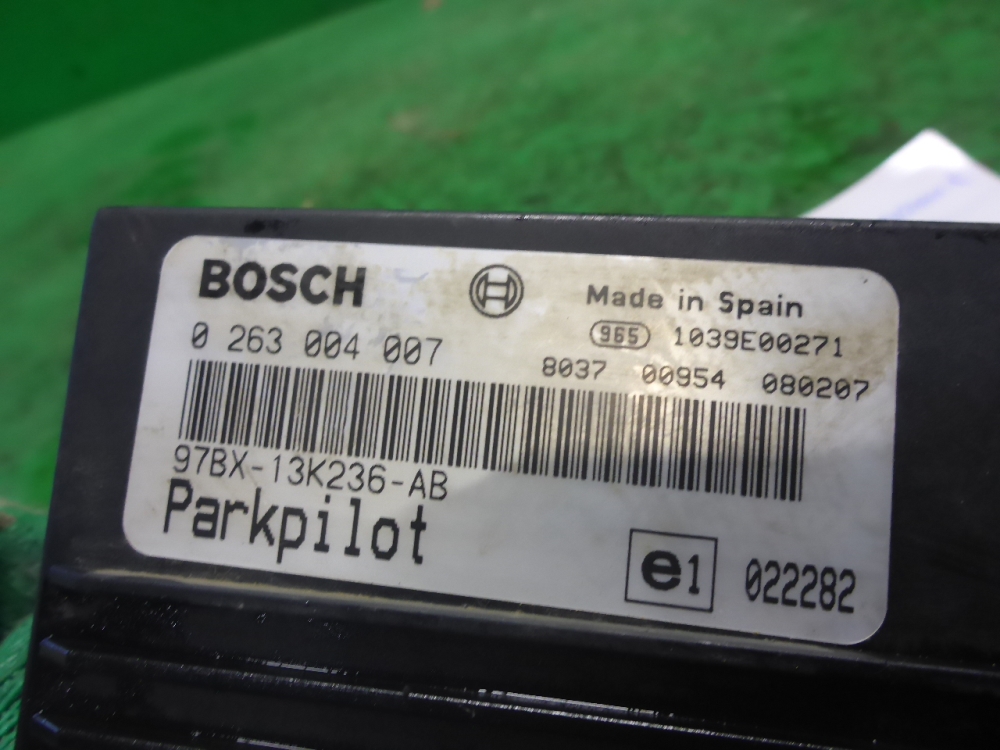 BOSCH
Made in Spain
0 263 004 007
965 1039E00271
8037 00954 080207
97BX-13K236-AB
Parkpilot
e1 022282